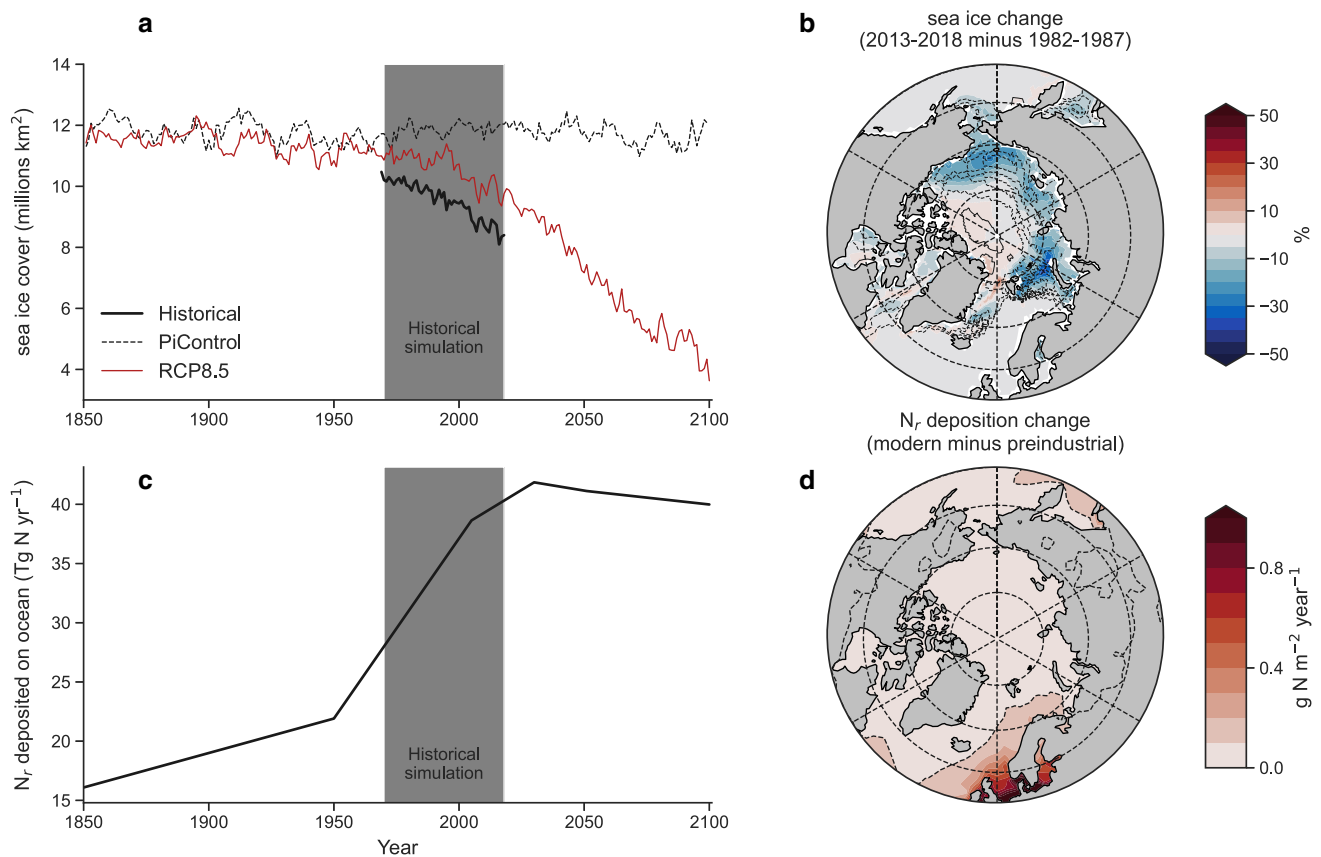 a
14
12
10
8
6
4
sea ice cover (millions km²)
Historical
PiControl
RCP8.5
Historical
simulation
1850
1900
1950
2000
2050
2100
b
sea ice change
(2013-2018 minus 1982-1987)
50
30
10
−10
−30
−50
%
c
40
35
30
25
20
15
Nᵣ deposited on ocean (Tg N yr⁻¹)
Historical
simulation
1850
1900
1950
2000
2050
2100
Year
Nᵣ deposition change
(modern minus preindustrial)
d
0.8
0.4
0.0
g N m⁻² year⁻¹